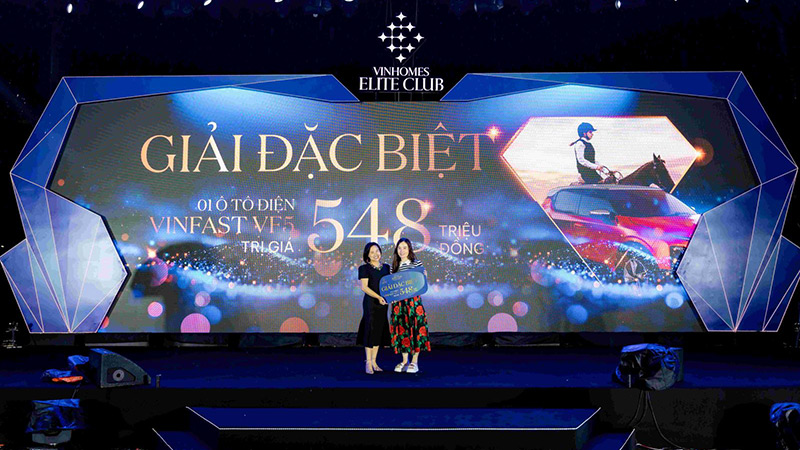 VINHOMES
ELITE CLUB
GIẢI ĐẶC BIỆT
01 Ô TÔ ĐIỆN
VINFAST VF5
TRỊ GIÁ 548 TRIỆU ĐỒNG
GIẢI ĐẶC BIỆT
548